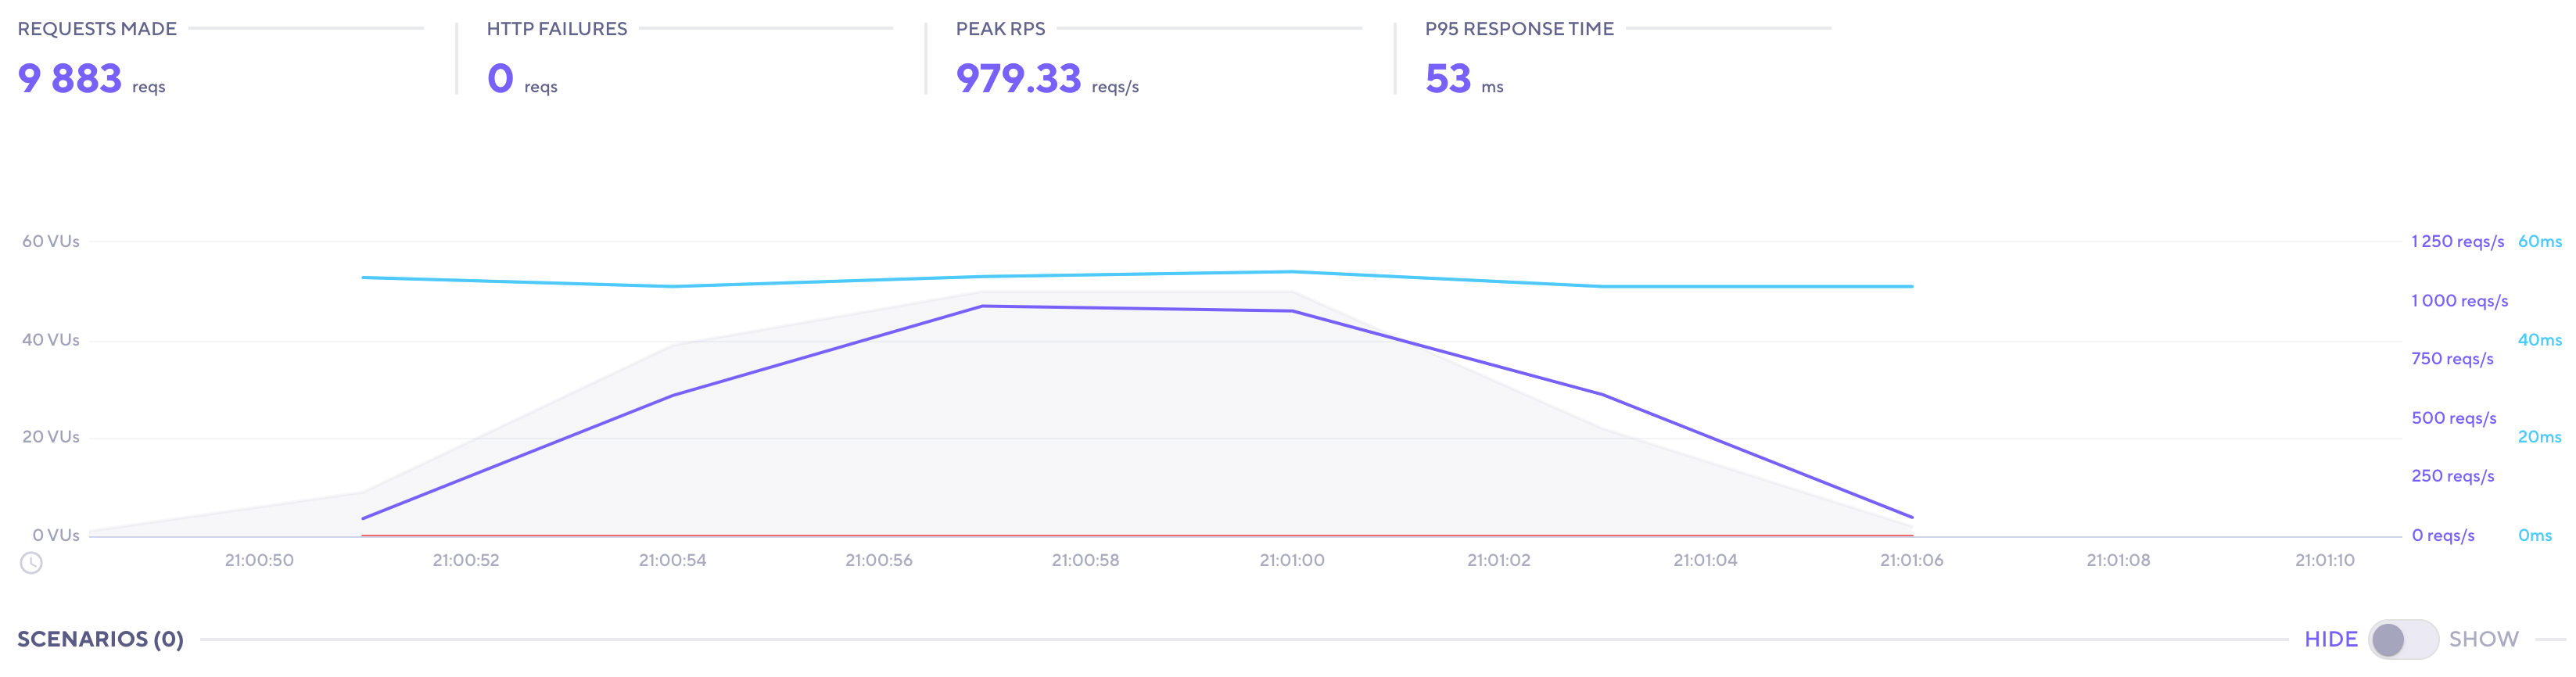 REQUESTS MADE
9 883 reqs
HTTP FAILURES
0 reqs
PEAK RPS
979.33 reqs/s
P95 RESPONSE TIME
53 ms
60 VUs
40 VUs
20 VUs
0 VUs
1 250 reqs/s
1 000 reqs/s
750 reqs/s
500 reqs/s
250 reqs/s
0 reqs/s
60ms
40ms
20ms
0ms
21:00:50 21:00:52 21:00:54 21:00:56 21:00:58 21:01:00 21:01:02 21:01:04 21:01:06 21:01:08 21:01:10
SCENARIOS (0)
HIDE SHOW